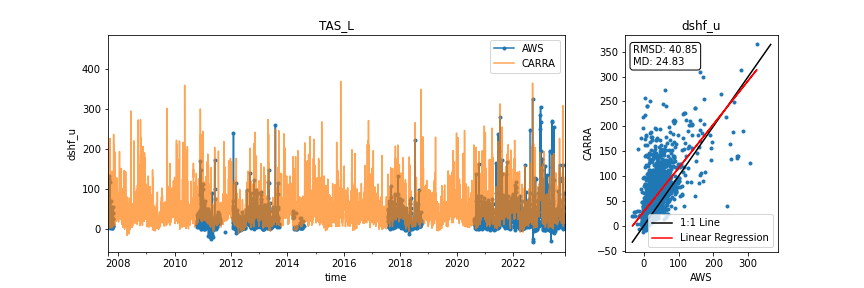 TAS_L
dshf_u
400
300
200
100
0
2008
2010
2012
2014
2016
2018
2020
2022
time
AWS
CARRA
dshf_u
CARRA
350
300
250
200
150
100
50
0
−50
0
100
200
300
AWS
RMSD: 40.85
MD: 24.83
1:1 Line
Linear Regression